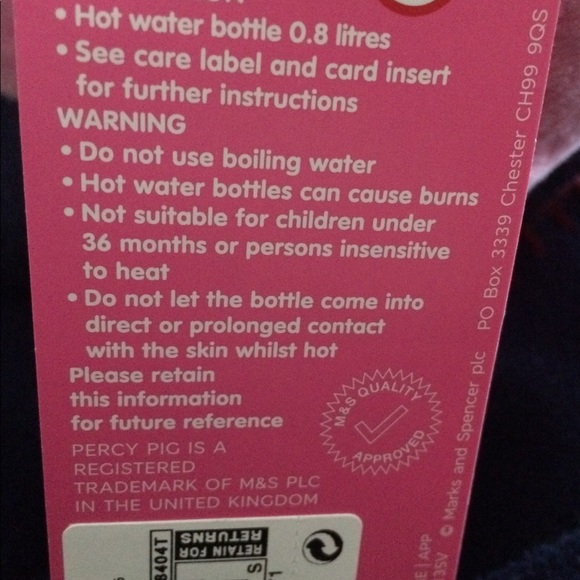 • Hot water bottle 0.8 litres
• See care label and card insert
for further instructions
WARNING
• Do not use boiling water
• Hot water bottles can cause burns
• Not suitable for children under
36 months or persons insensitive
to heat
• Do not let the bottle come into
direct or prolonged contact
with the skin whilst hot
Please retain
this information
for future reference
PERCY PIG IS A
REGISTERED
TRADEMARK OF M&S PLC
IN THE UNITED KINGDOM
M&S QUALITY
APPROVED
© Marks and Spencer plc PO Box 3339 Chester CH99 9QS
RETAIN FOR
RETURNS
8404T
S